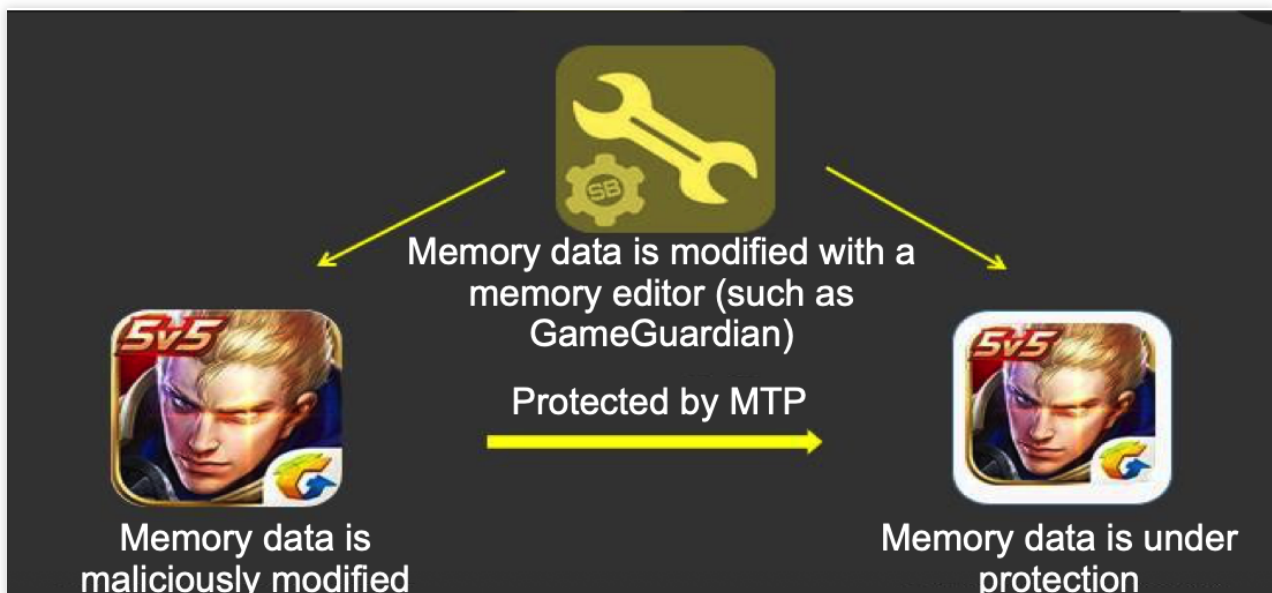 SB
Memory data is modified with a
memory editor (such as
GameGuardian)
5v5
5v5
Protected by MTP
Memory data is
maliciously modified
Memory data is under
protection